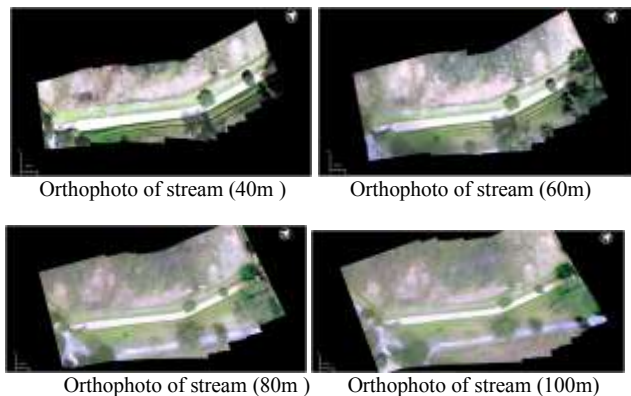 Orthophoto of stream (40m )
Orthophoto of stream (60m)
Orthophoto of stream (80m )
Orthophoto of stream (100m)